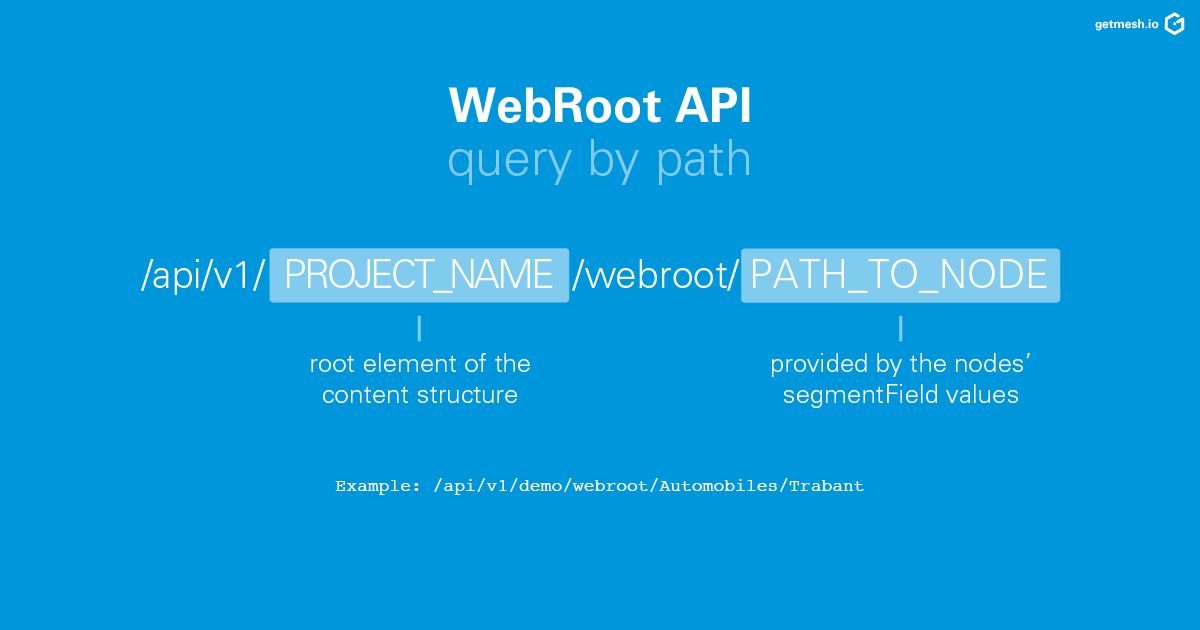 getmesh.io
WebRoot API
query by path
/api/v1/ PROJECT_NAME /webroot/ PATH_TO_NODE
root element of the
content structure
provided by the nodes’
segmentField values
Example: /api/v1/demo/webroot/Automobiles/Trabant